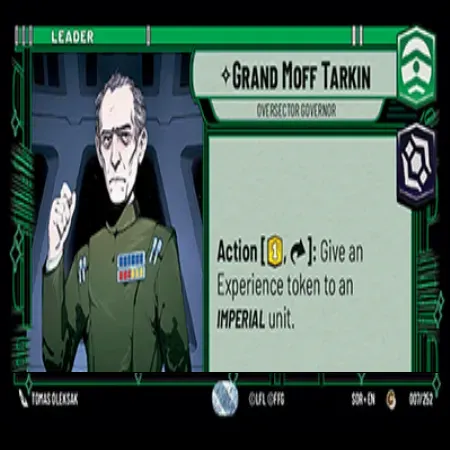 LEADER
GRAND MOFF TARKIN
OVERSECTOR GOVERNOR
Action [1, ]: Give an
Experience token to an
IMPERIAL unit.
TOMAS OLEKSAK ©LFL ©FFG SOR • EN C 007/252